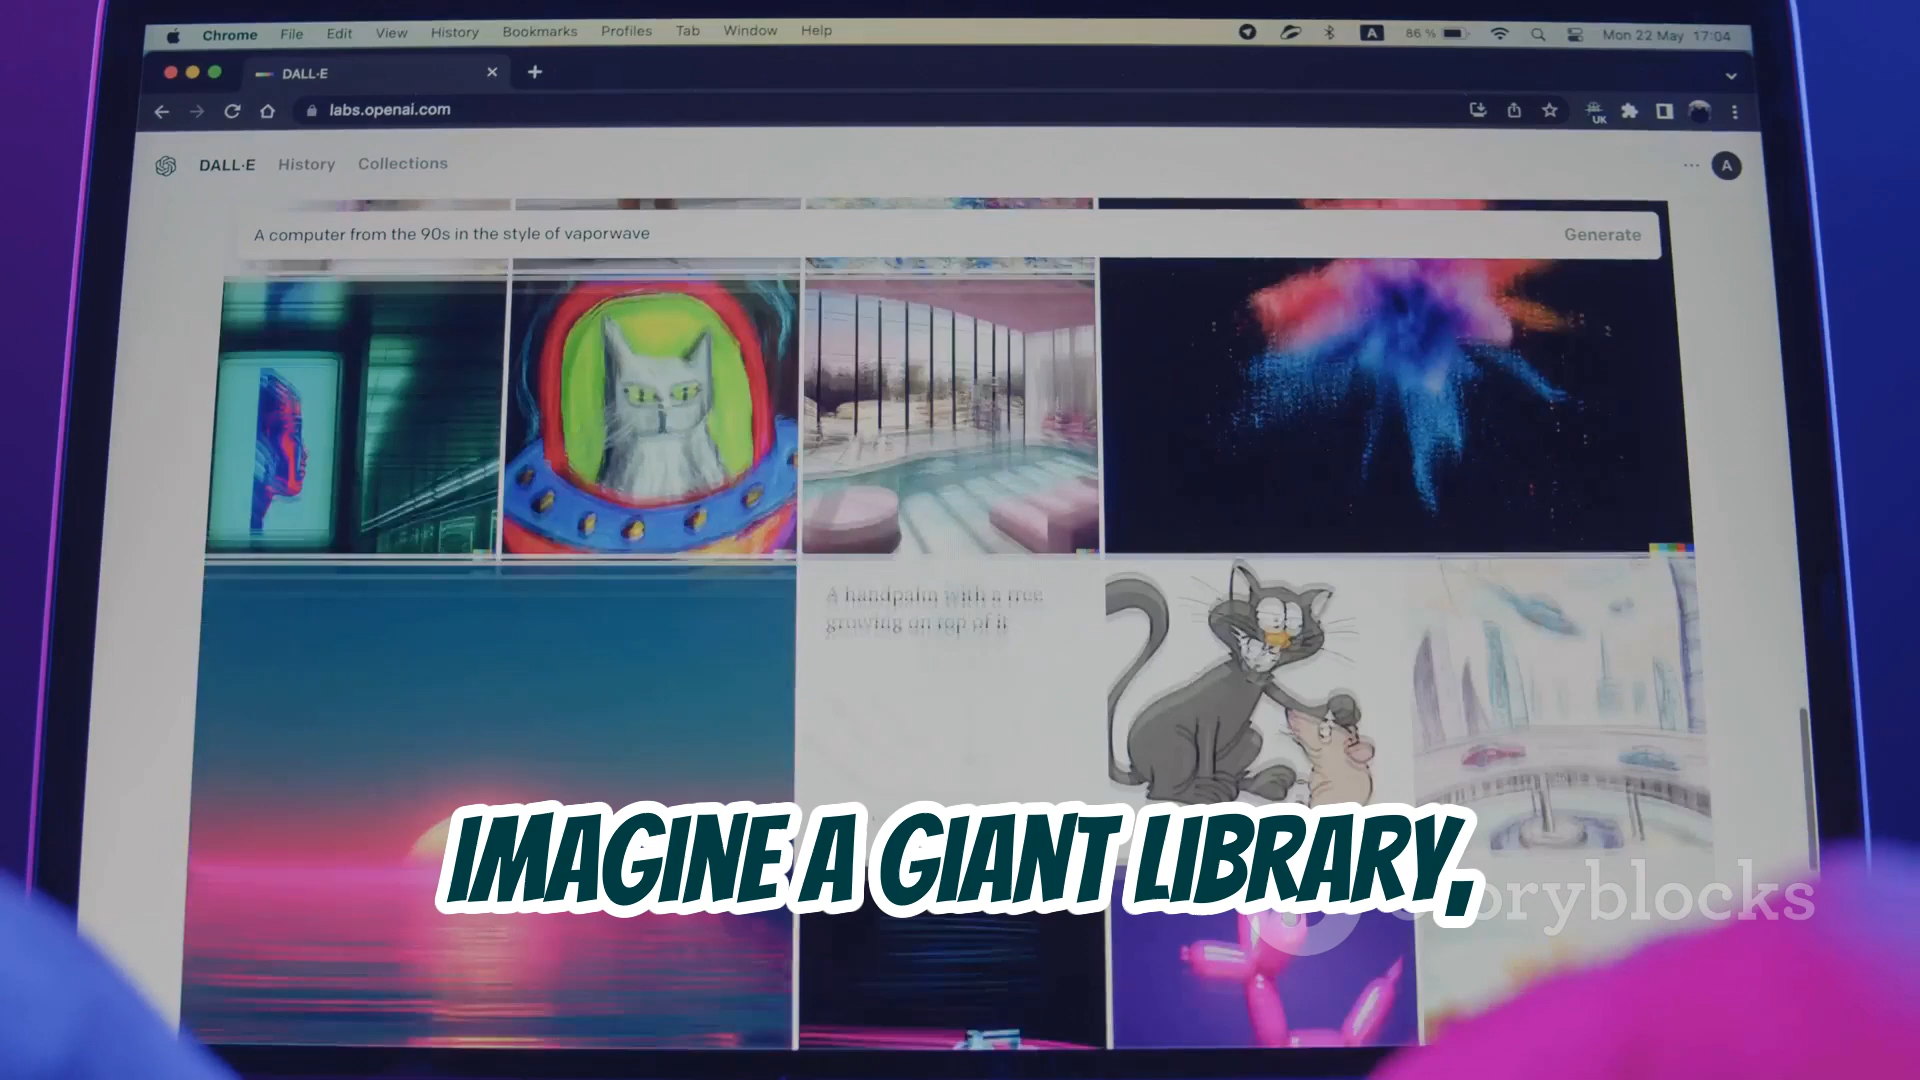 Chrome File Edit View History Bookmarks Profiles Tab Window Help A 86 % Mon 22 May 17:04
DALL·E
labs.openai.com
UK
DALL·E History Collections ... A
A computer from the 90s in the style of vaporwave Generate
A handpalm with a tree
growing on top of it
IMAGINE A GIANT LIBRARY,
oryblocks